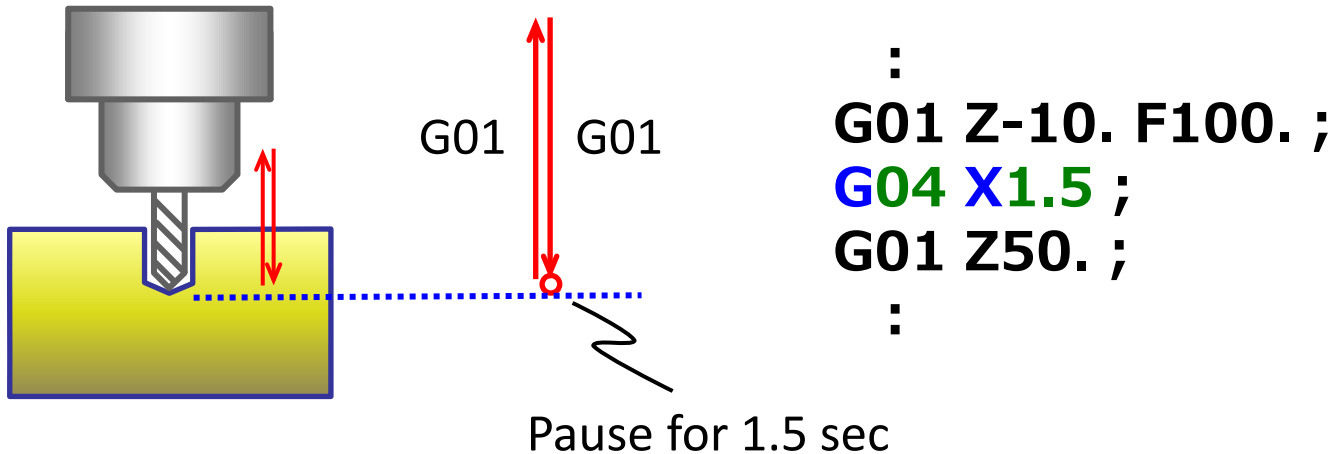 G01 G01
Pause for 1.5 sec
:
G01 Z-10. F100. ;
G04 X1.5 ;
G01 Z50. ;
: